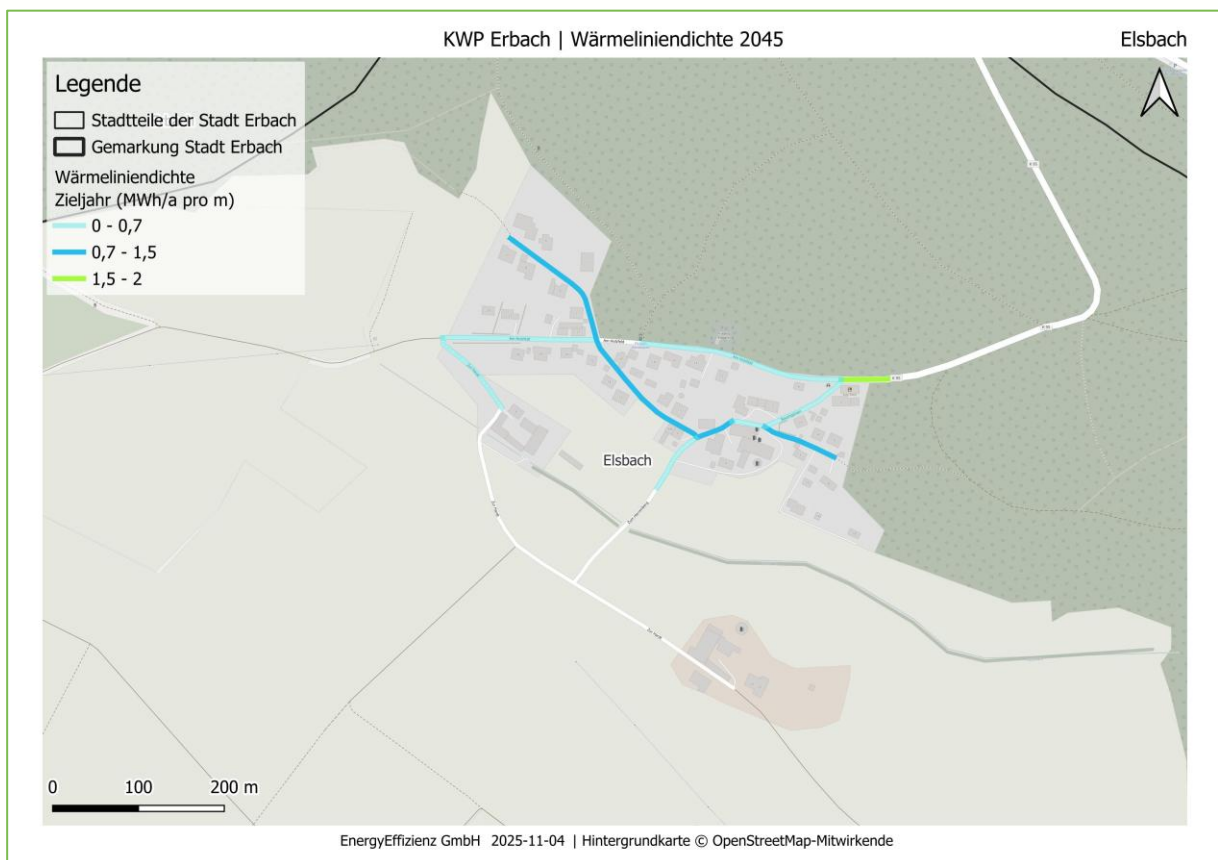 KWP Erbach | Wärmeliniendichte 2045
Elsbach
Legende
Stadtteile der Stadt Erbach
Gemarkung Stadt Erbach
Wärmeliniendichte
Zieljahr (MWh/a pro m)
0 - 0,7
0,7 - 1,5
1,5 - 2
Elsbach
0 100 200 m
EnergyEffizienz GmbH 2025-11-04 | Hintergrundkarte © OpenStreetMap-Mitwirkende